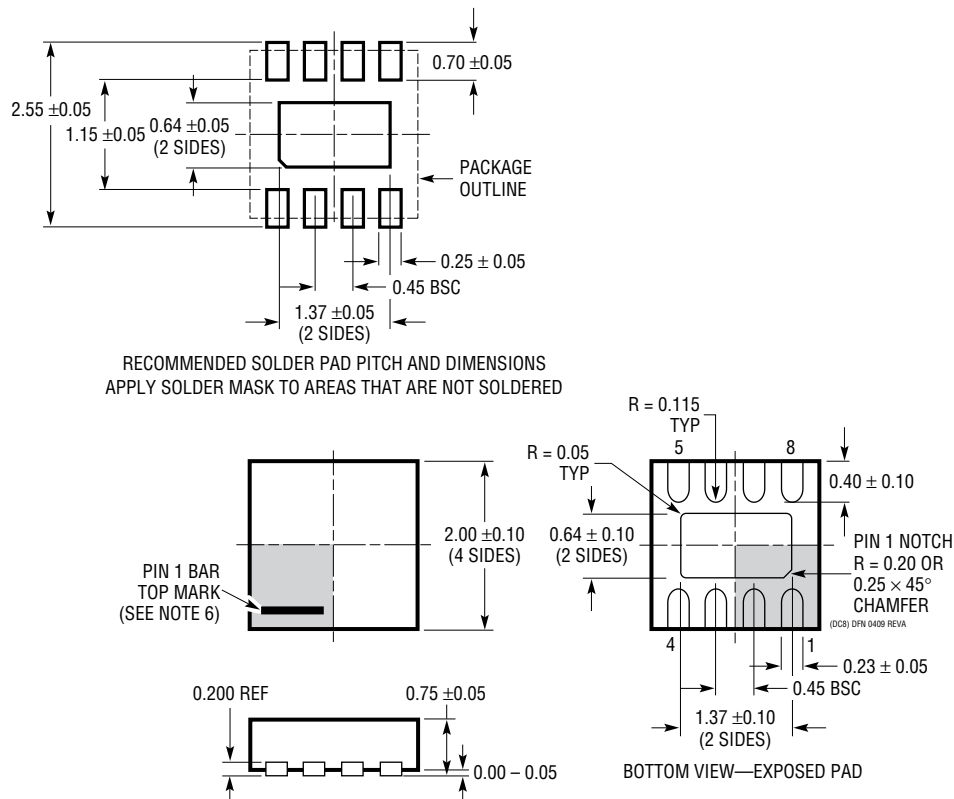 0.70 ±0.05
2.55 ±0.05
1.15 ±0.05
0.64 ±0.05
(2 SIDES)
PACKAGE
OUTLINE
0.25 ± 0.05
0.45 BSC
1.37 ±0.05
(2 SIDES)
RECOMMENDED SOLDER PAD PITCH AND DIMENSIONS
APPLY SOLDER MASK TO AREAS THAT ARE NOT SOLDERED
2.00 ±0.10
(4 SIDES)
PIN 1 BAR
TOP MARK
(SEE NOTE 6)
R = 0.115
TYP
R = 0.05
TYP
5
8
0.40 ± 0.10
0.64 ± 0.10
(2 SIDES)
PIN 1 NOTCH
R = 0.20 OR
0.25 × 45°
CHAMFER
(DC8) DFN 0409 REVA
4
1
0.23 ± 0.05
0.45 BSC
1.37 ±0.10
(2 SIDES)
BOTTOM VIEW—EXPOSED PAD
0.200 REF
0.75 ±0.05
0.00 – 0.05